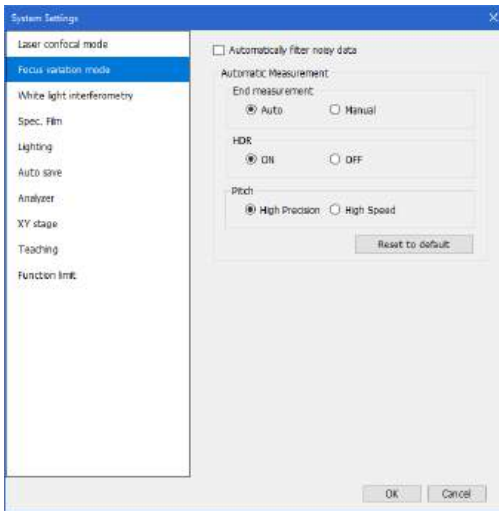 System Settings
Laser confocal mode
Focus variation mode
White light interferometry
Spec. Film
Lighting
Auto save
Analyzer
XY stage
Teaching
Function limit
Automatically filter noisy data
Automatic Measurement
End measurement
Auto Manual
HDR
ON OFF
Pitch
High Precision High Speed
Reset to default
OK Cancel